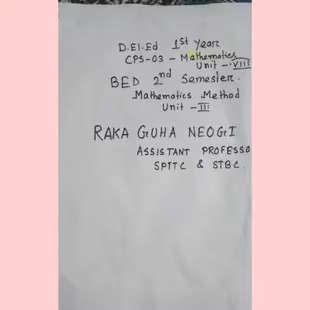 D.El.Ed 1st Year
CPS-03 - Mathematics
Unit - VIII
BED 2nd Semester.
Mathematics Method
Unit - III
RAKA GUHA NEOGI
ASSISTANT PROFESSO
SPTTC & STBC.